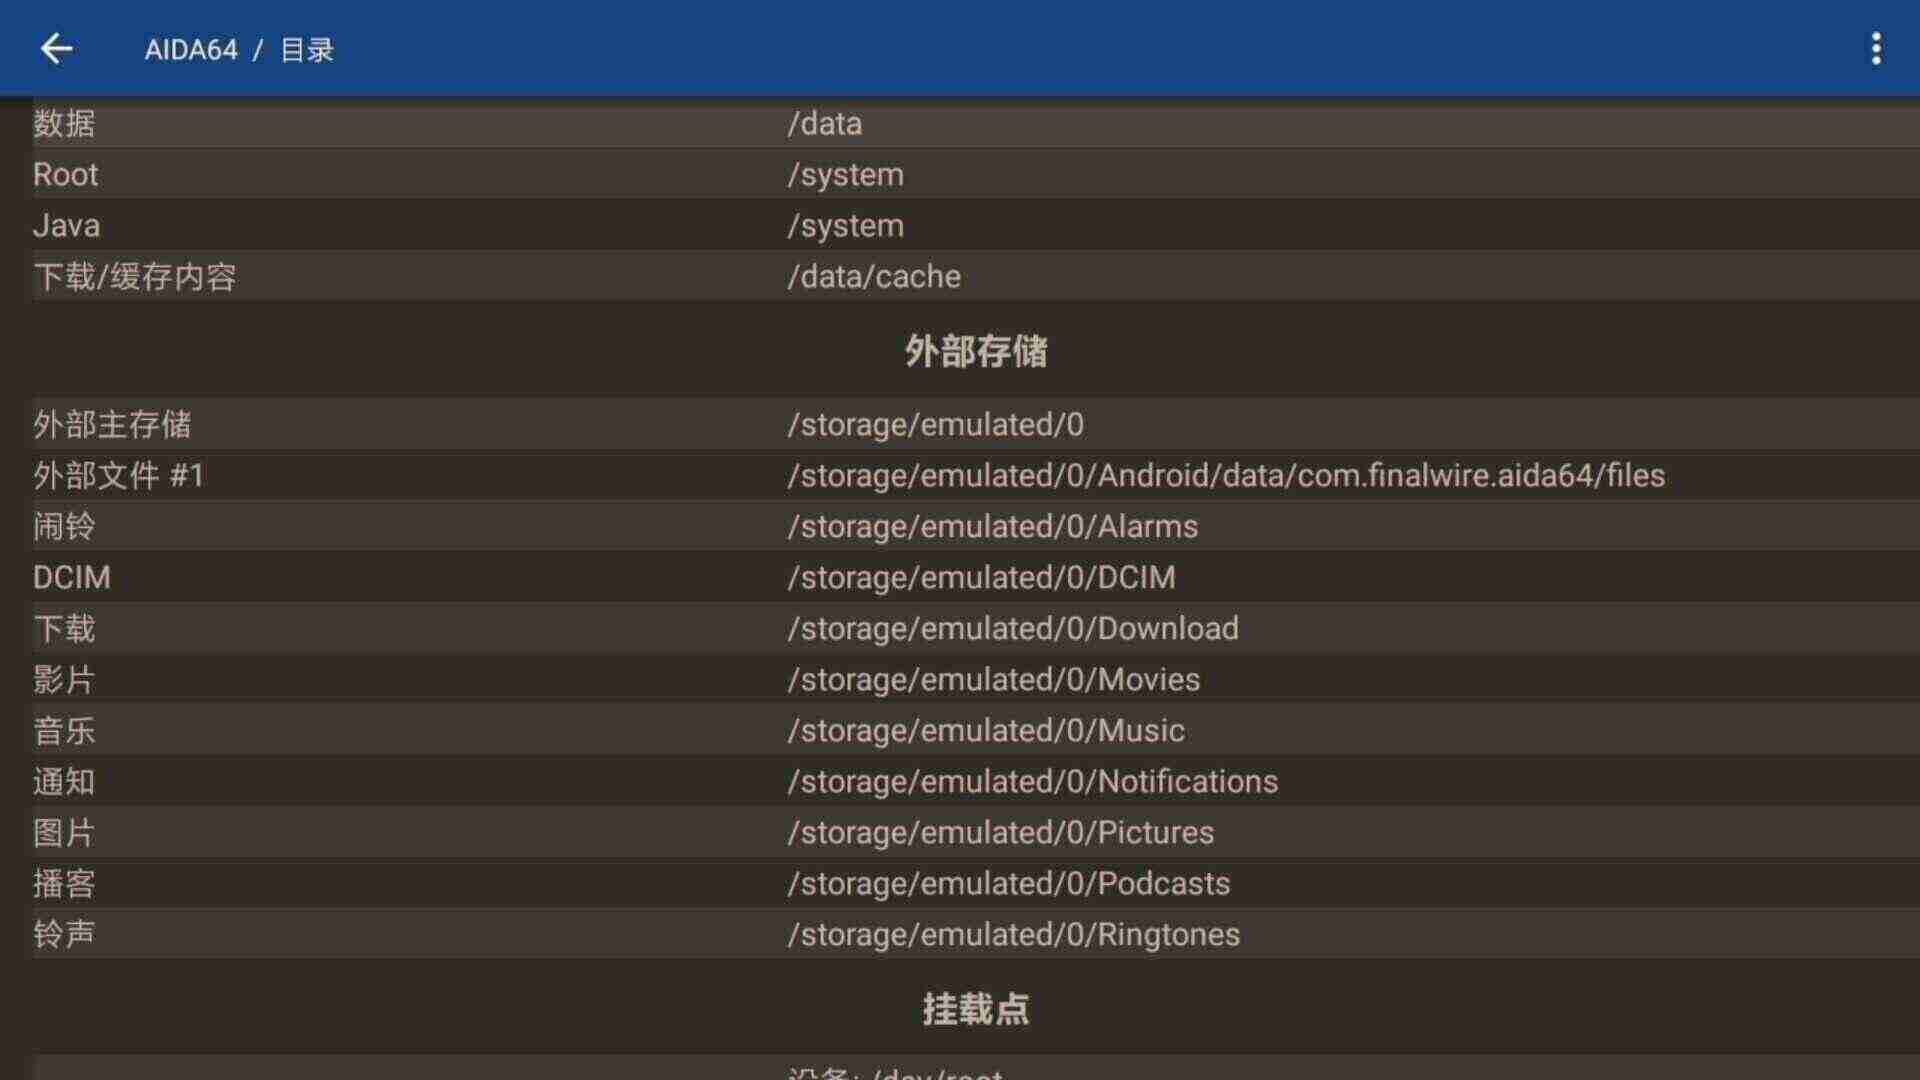 AIDA64 / 目录
数据 /data
Root /system
Java /system
下载/缓存内容 /data/cache
外部存储
外部主存储 /storage/emulated/0
外部文件 #1 /storage/emulated/0/Android/data/com.finalwire.aida64/files
闹铃 /storage/emulated/0/Alarms
DCIM /storage/emulated/0/DCIM
下载 /storage/emulated/0/Download
影片 /storage/emulated/0/Movies
音乐 /storage/emulated/0/Music
通知 /storage/emulated/0/Notifications
图片 /storage/emulated/0/Pictures
播客 /storage/emulated/0/Podcasts
铃声 /storage/emulated/0/Ringtones
挂载点
设备: /dev/root